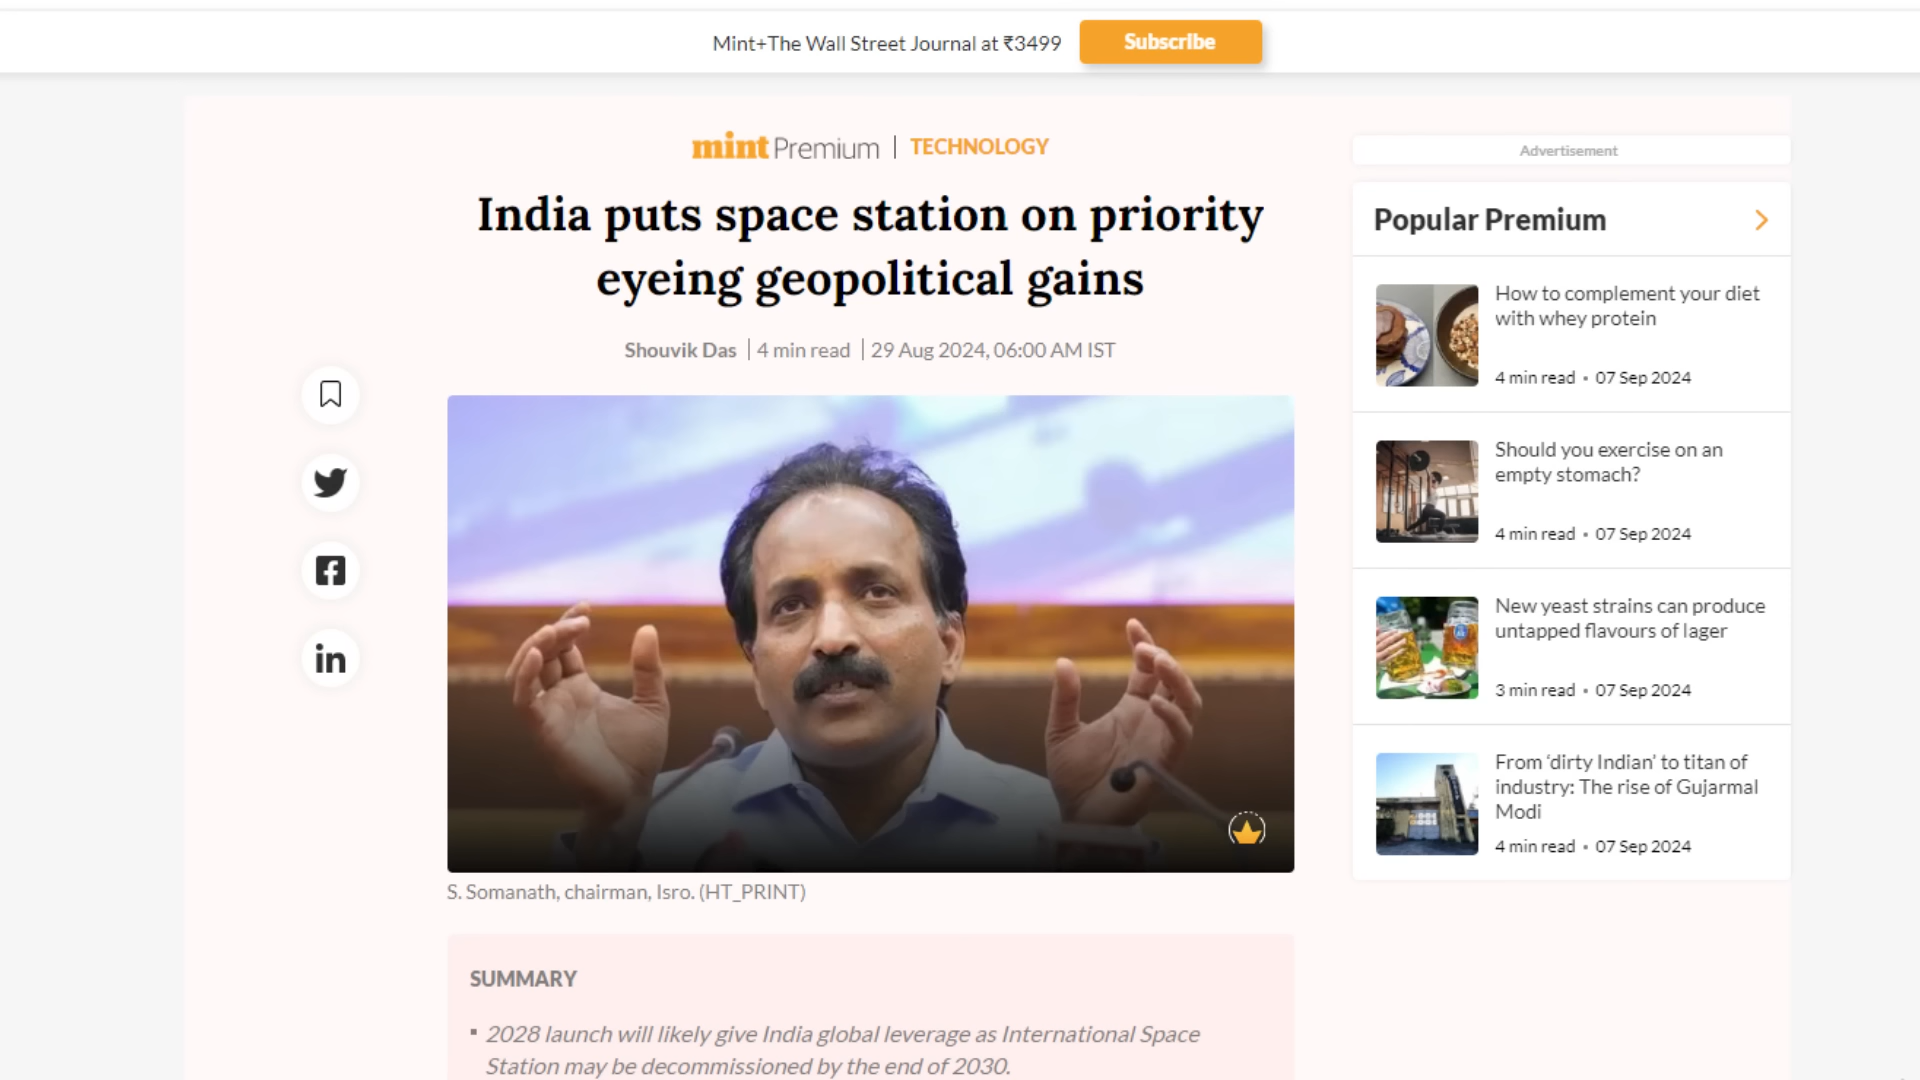 Mint+The Wall Street Journal at ₹3499
Subscribe
mint Premium | TECHNOLOGY
India puts space station on priority
eyeing geopolitical gains
Shouvik Das | 4 min read | 29 Aug 2024, 06:00 AM IST
S. Somanath, chairman, Isro. (HT_PRINT)
SUMMARY
2028 launch will likely give India global leverage as International Space
Station may be decommissioned by the end of 2030.
Advertisement
Popular Premium
How to complement your diet
with whey protein
4 min read • 07 Sep 2024
Should you exercise on an
empty stomach?
4 min read • 07 Sep 2024
New yeast strains can produce
untapped flavours of lager
3 min read • 07 Sep 2024
From ‘dirty Indian’ to titan of
industry: The rise of Gujarmal
Modi
4 min read • 07 Sep 2024